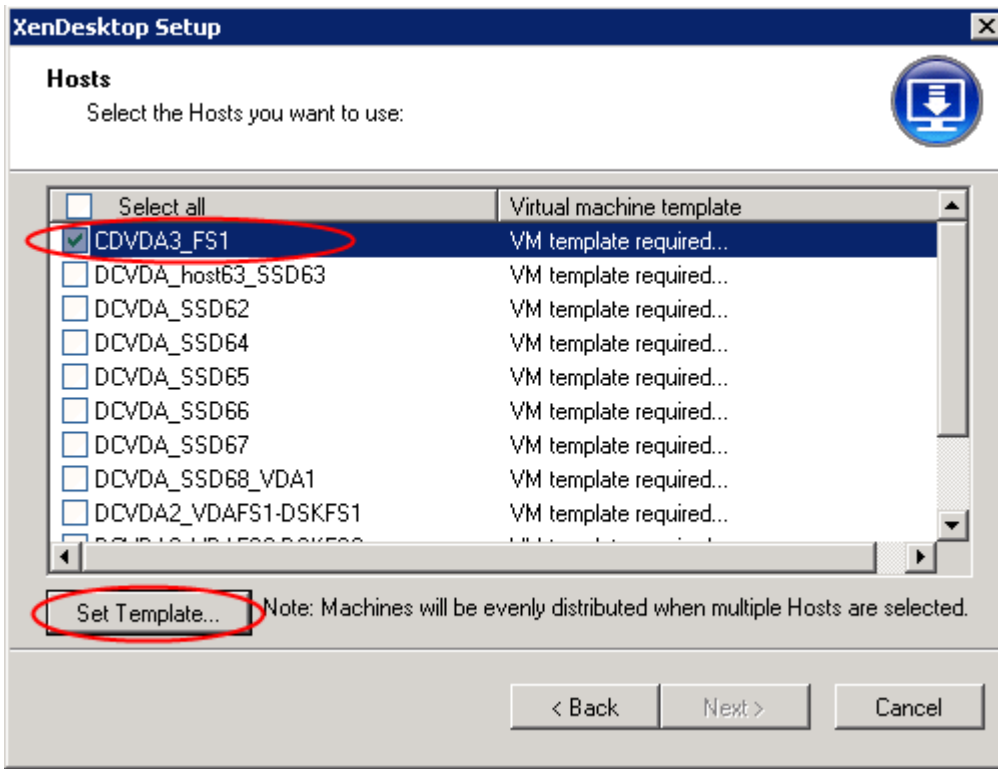 XenDesktop Setup
Hosts
Select the Hosts you want to use:
Select all Virtual machine template
CDVDA3_FS1 VM template required...
DCVDA_host63_SSD63 VM template required...
DCVDA_SSD62 VM template required...
DCVDA_SSD64 VM template required...
DCVDA_SSD65 VM template required...
DCVDA_SSD66 VM template required...
DCVDA_SSD67 VM template required...
DCVDA_SSD68_VDA1 VM template required...
DCVDA2_VDAFS1-DSKFS1 VM template required...
Set Template... Note: Machines will be evenly distributed when multiple Hosts are selected.
< Back Next > Cancel